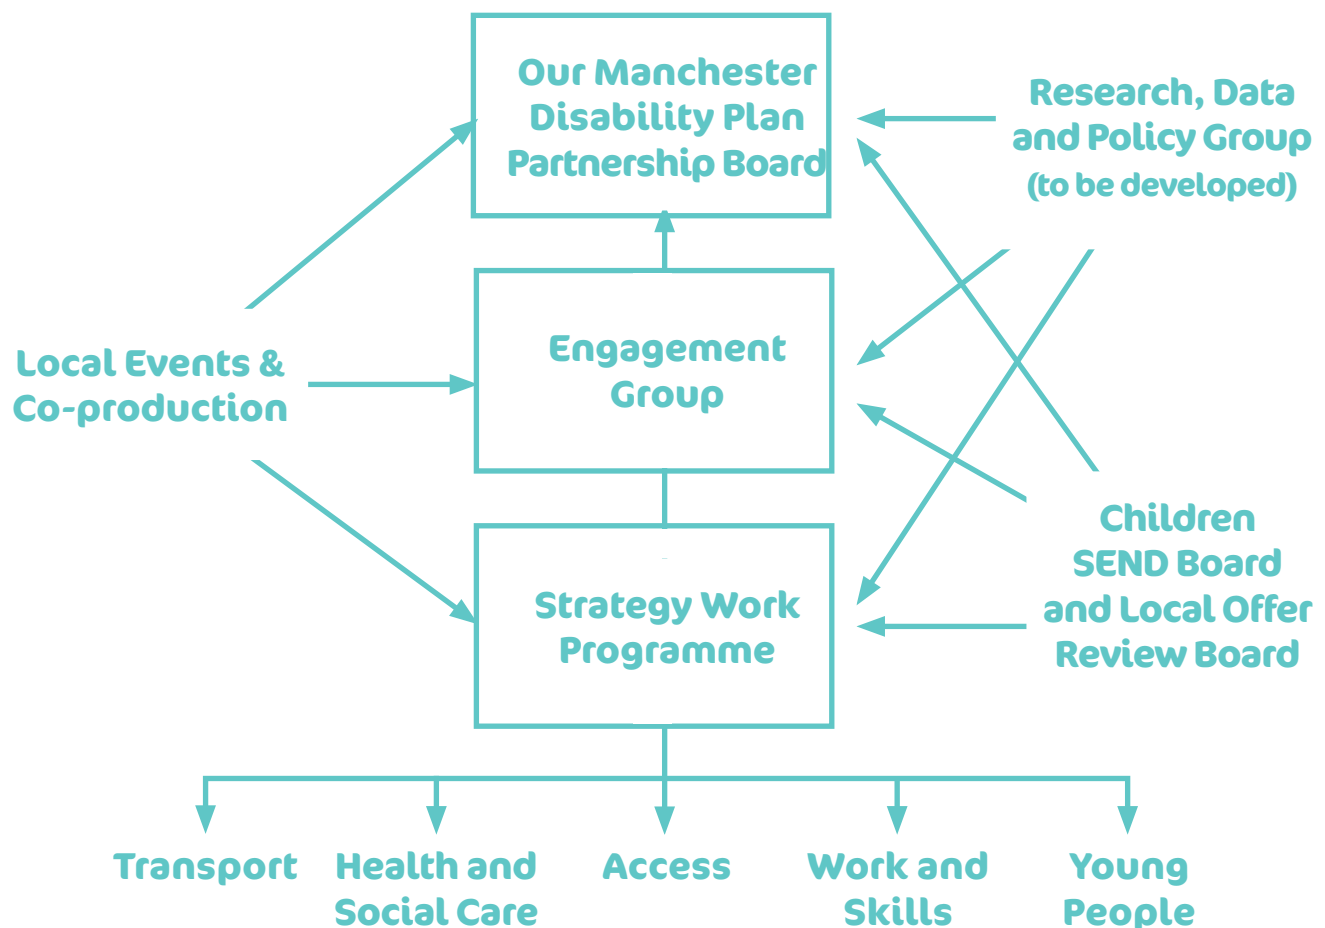 Our Manchester
Disability Plan
Partnership Board
Research, Data
and Policy Group
(to be developed)
Local Events &
Co-production
Engagement
Group
Children
SEND Board
and Local Offer
Review Board
Strategy Work
Programme
Transport
Health and
Social Care
Access
Work and
Skills
Young
People